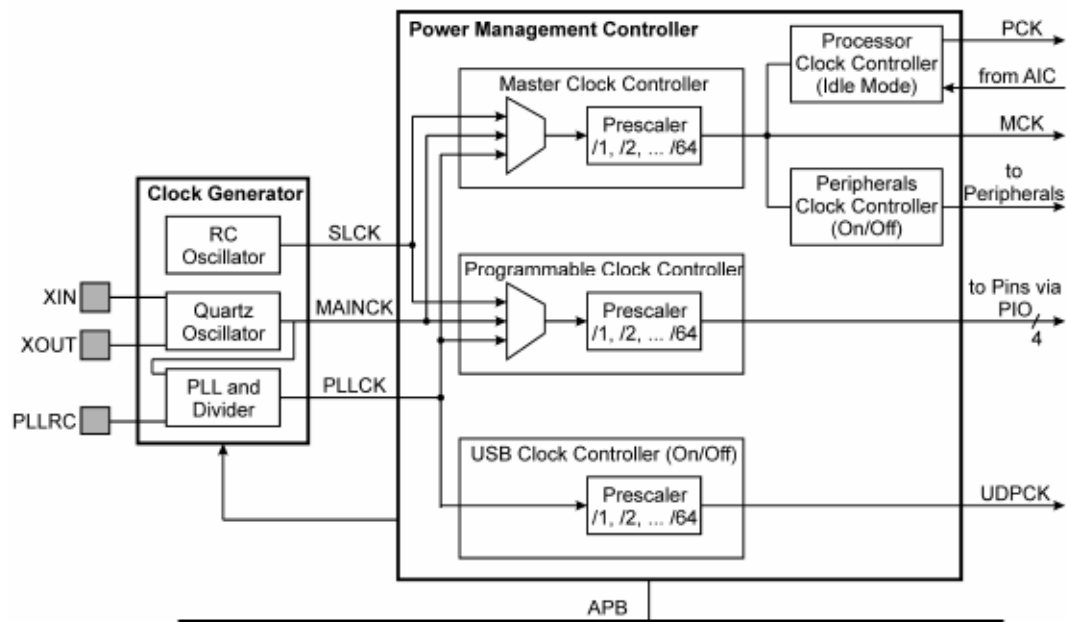 Power Management Controller
Processor
Clock Controller
(Idle Mode)
PCK
from AIC
Master Clock Controller
Prescaler
/1, /2, ... /64
MCK
to
Peripherals
Peripherals
Clock Controller
(On/Off)
Clock Generator
RC
Oscillator
SLCK
XIN
Quartz
Oscillator
MAINCK
XOUT
PLL and
Divider
PLLCK
PLLRC
Programmable Clock Controller
Prescaler
/1, /2, ... /64
to Pins via
PIO
4
USB Clock Controller (On/Off)
Prescaler
/1, /2, ... /64
UDPCK
APB